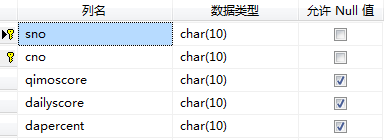 列名 数据类型 允许 Null 值
sno char(10)
cno char(10)
qimoscore char(10)
dailyscore char(10)
dapercent char(10)